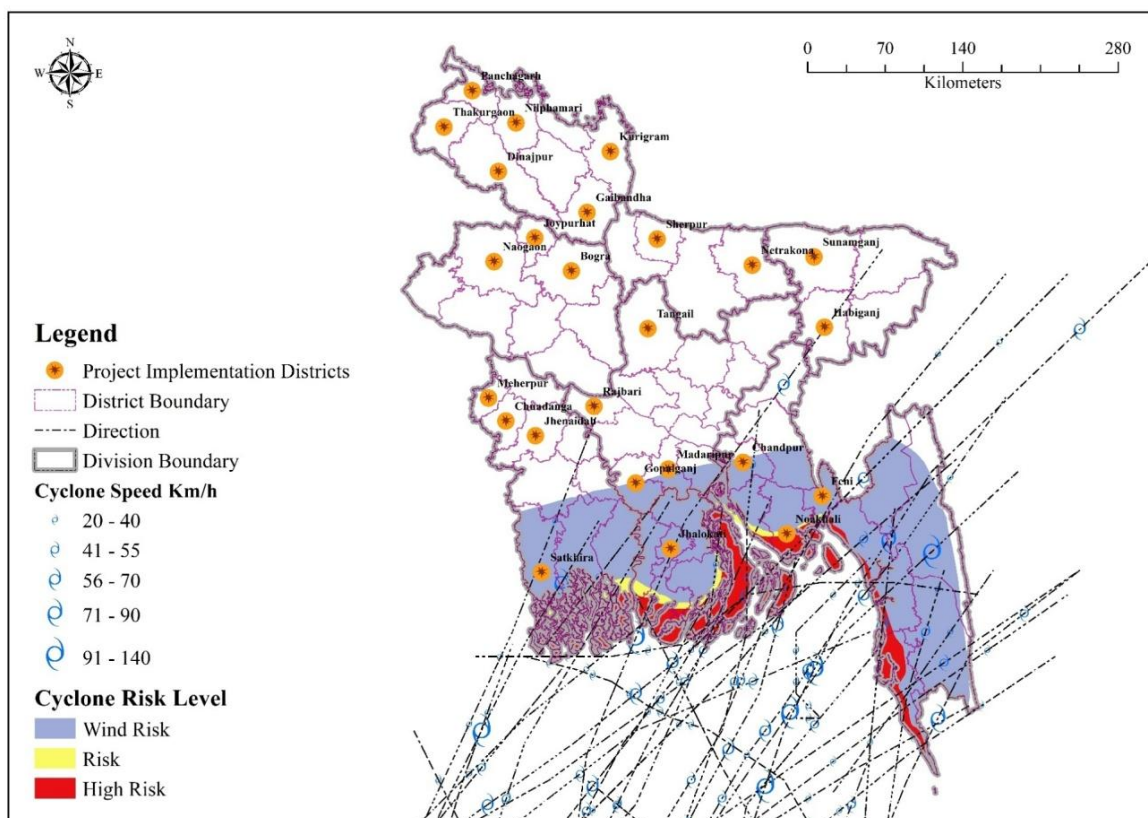 N
W E
S
0 70 140 280
Kilometers
Panchagarh
Thakurgaon
Nilphamari
Kurigram
Dinajpur
Gaibandha
Joypurhat
Sherpur
Naogaon
Bogra
Netrakona
Sunamganj
Tangail
Habiganj
Meherpur
Rajbari
Chuadanga
Jhenaidah
Madaripur
Chandpur
Gopalganj
Feni
Noakhali
Jhalokati
Satkhira
Legend
Project Implementation Districts
District Boundary
Direction
Division Boundary
Cyclone Speed Km/h
20 - 40
41 - 55
56 - 70
71 - 90
91 - 140
Cyclone Risk Level
Wind Risk
Risk
High Risk